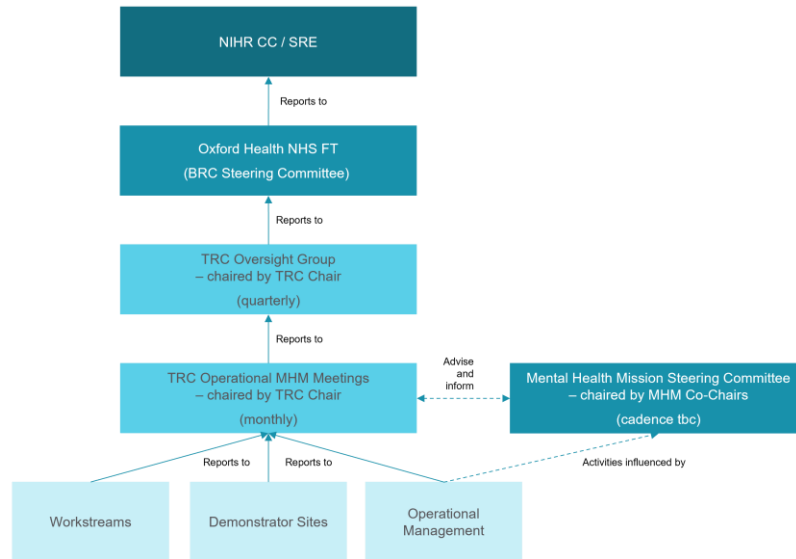 NIHR CC / SRE
Reports to
Oxford Health NHS FT
(BRC Steering Committee)
Reports to
TRC Oversight Group
– chaired by TRC Chair
(quarterly)
Reports to
TRC Operational MHM Meetings
– chaired by TRC Chair
(monthly)
Advise
and
inform
Mental Health Mission Steering Committee
– chaired by MHM Co-Chairs
(cadence tbc)
Reports to
Reports to
Activities influenced by
Workstreams
Demonstrator Sites
Operational
Management